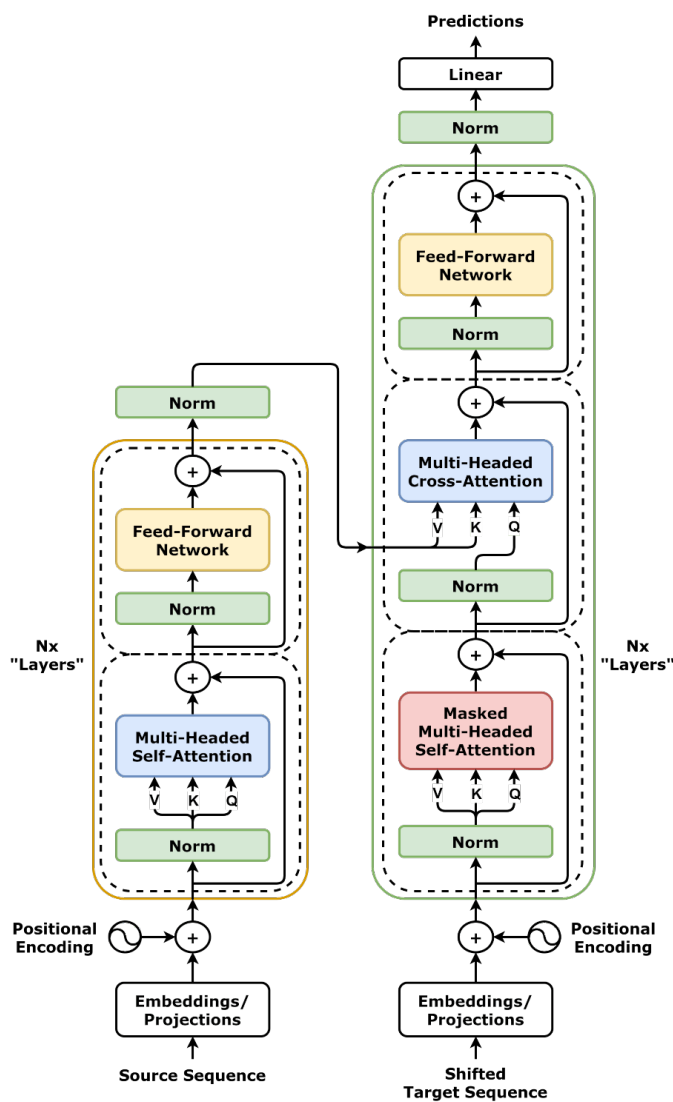 Predictions
Linear
Norm
Feed-Forward
Network
Norm
Multi-Headed
Cross-Attention
V K Q
Norm
Masked
Multi-Headed
Self-Attention
V K Q
Norm
Nx
"Layers"
Positional
Encoding
Embeddings/
Projections
Shifted
Target Sequence
Norm
Feed-Forward
Network
Norm
Nx
"Layers"
Multi-Headed
Self-Attention
V K Q
Norm
Positional
Encoding
Embeddings/
Projections
Source Sequence